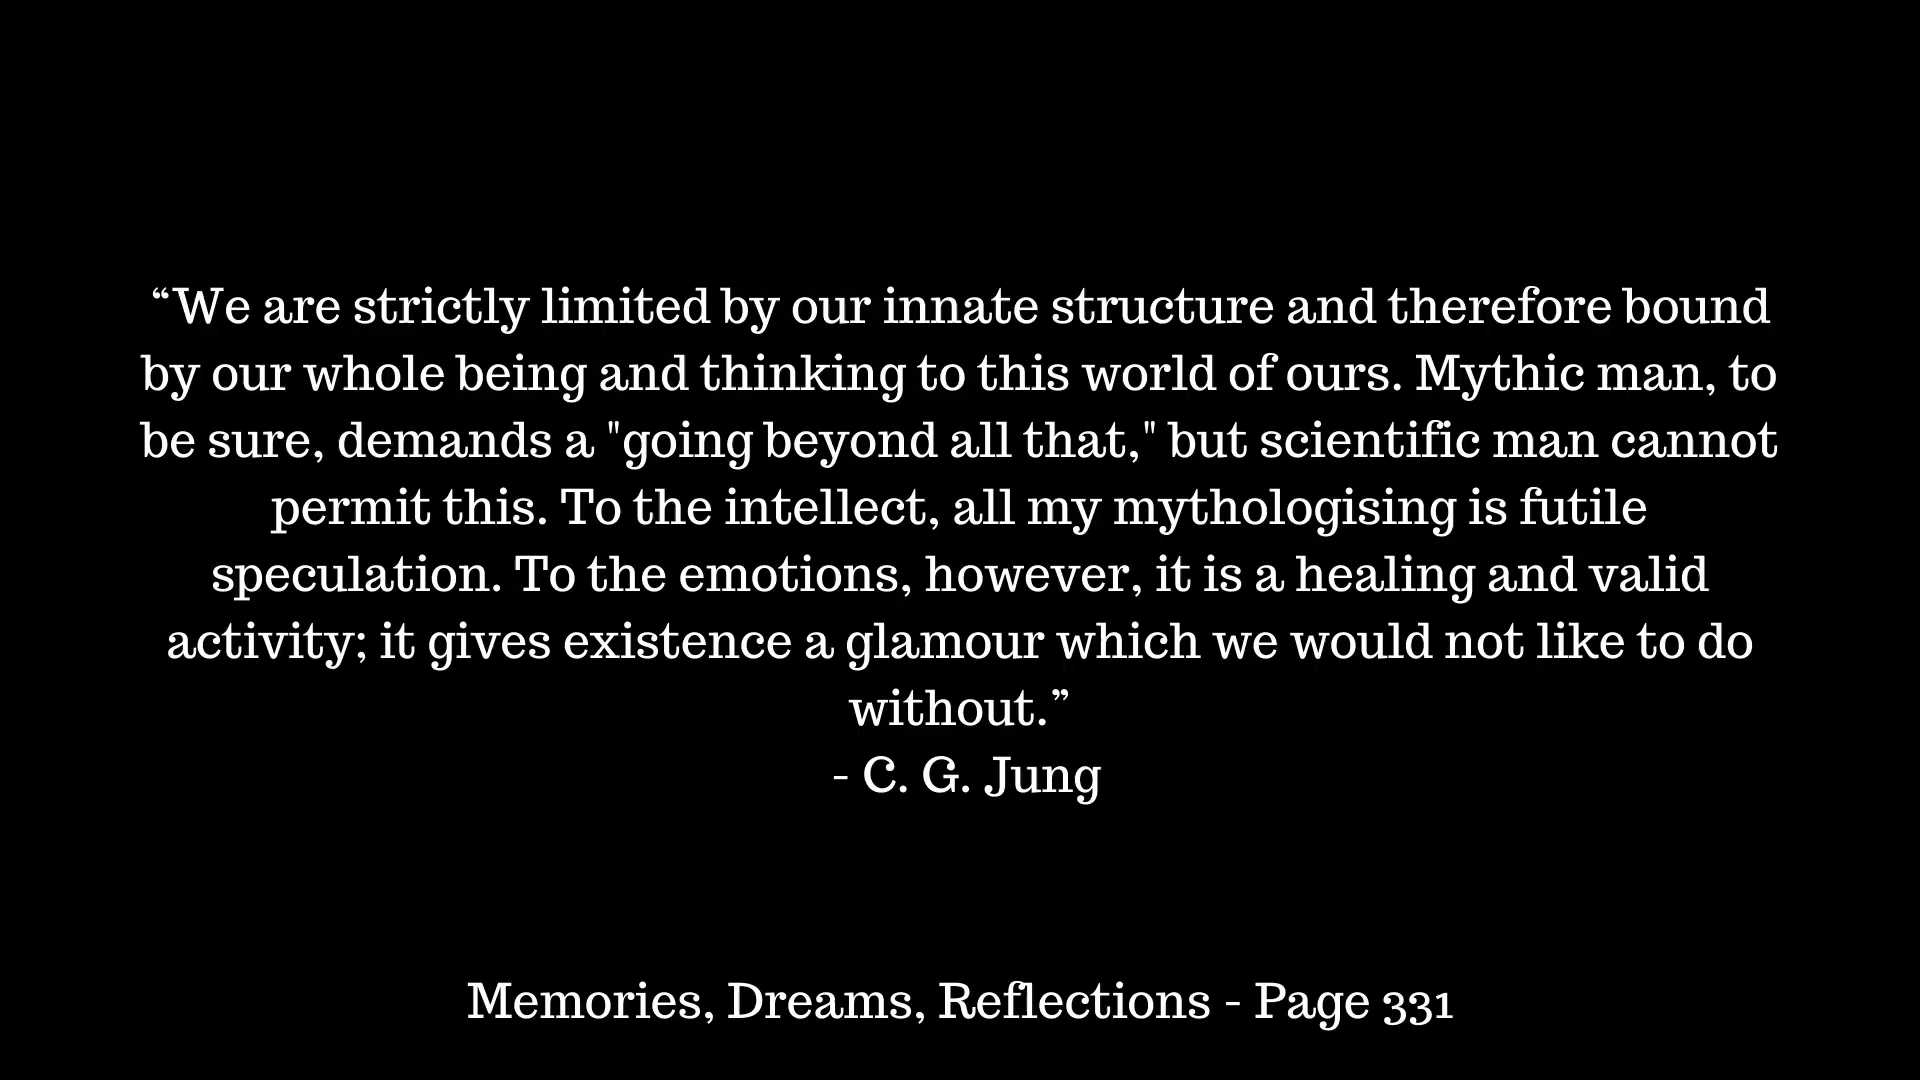 “We are strictly limited by our innate structure and therefore bound
by our whole being and thinking to this world of ours. Mythic man, to
be sure, demands a "going beyond all that," but scientific man cannot
permit this. To the intellect, all my mythologising is futile
speculation. To the emotions, however, it is a healing and valid
activity; it gives existence a glamour which we would not like to do
without.”
- C. G. Jung
Memories, Dreams, Reflections - Page 331